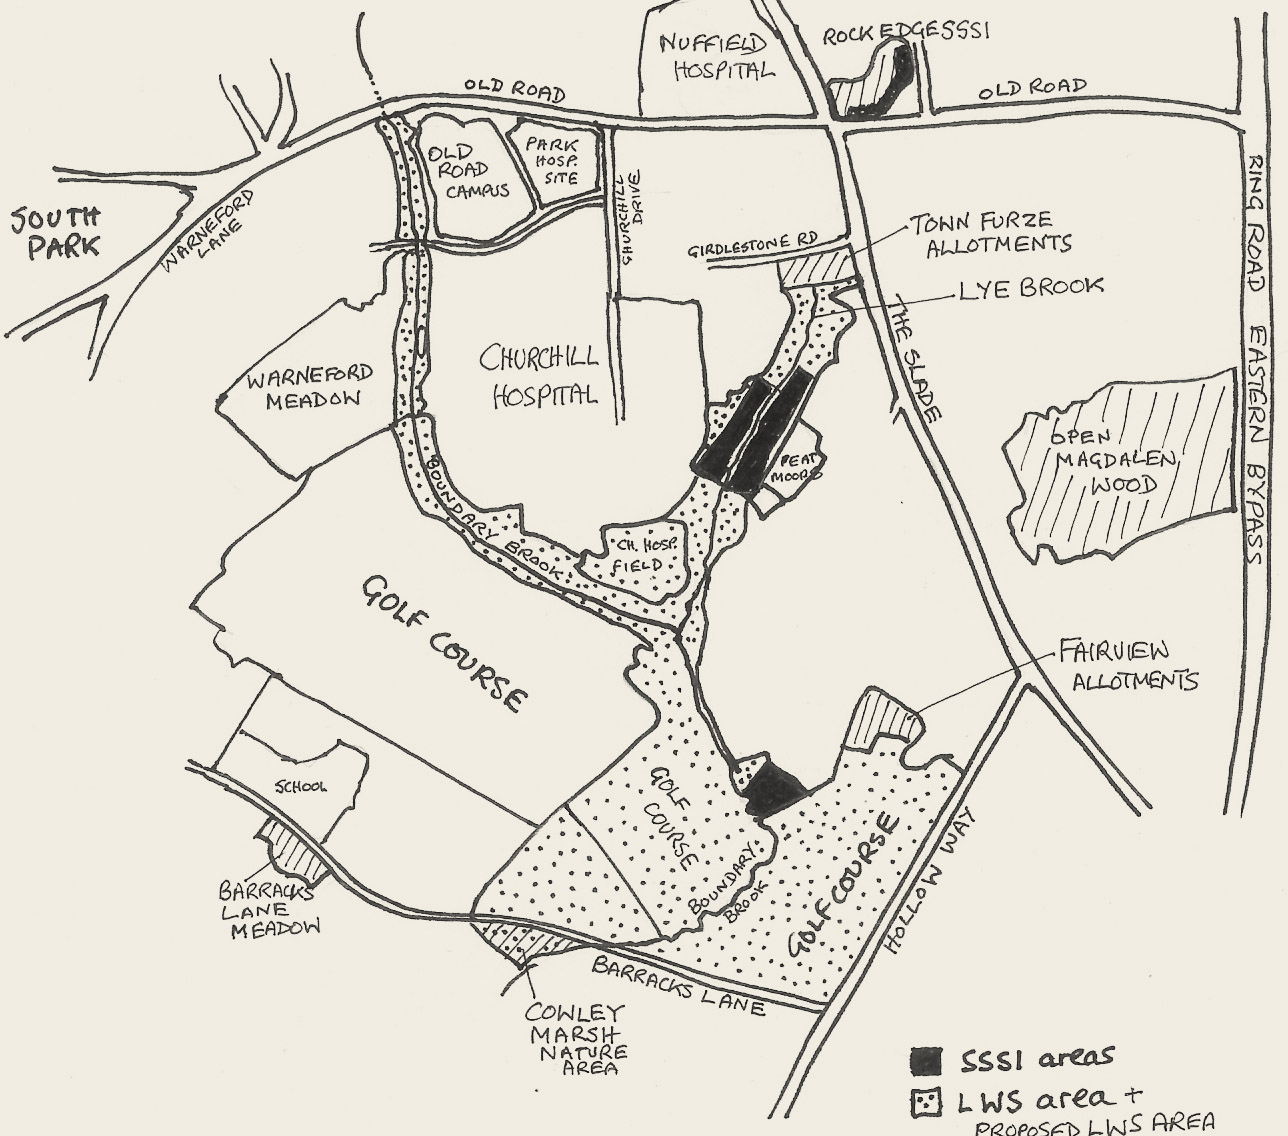 NUFFIELD
HOSPITAL
ROCK EDGE SSSI
OLD ROAD
OLD ROAD
OLD
ROAD
CAMPUS
PARK
HOSP.
SITE
CHURCHILL
DRIVE
SOUTH
PARK
WARNEFORD
LANE
GIRDLESTONE RD
TOWN FURZE
ALLOTMENTS
LYE BROOK
THE SLADE
RING ROAD EASTERN BYPASS
WARNEFORD
MEADOW
CHURCHILL
HOSPITAL
PEAT
MOORS
OPEN
MAGDALEN
WOOD
BOUNDARY BROOK
CH. HOSP.
FIELD
GOLF COURSE
FAIRVIEW
ALLOTMENTS
SCHOOL
GOLF
COURSE
BOUNDARY
BROOK
GOLF COURSE
HOLLOW WAY
BARRACKS
LANE
MEADOW
BARRACKS LANE
COWLEY
MARSH
NATURE
AREA
SSSI areas
LWS area +
PROPOSED LWS AREA